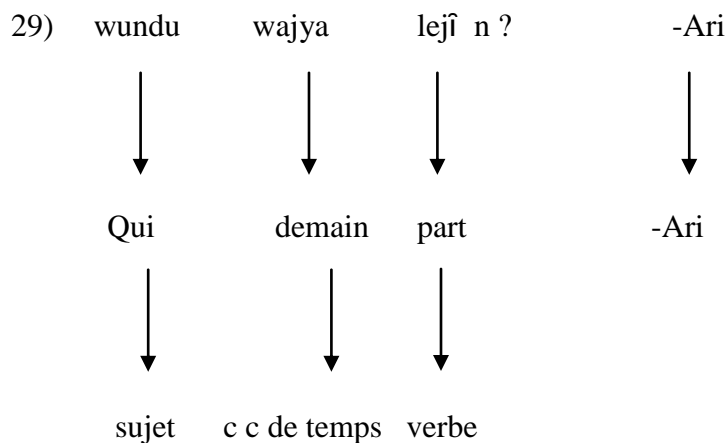 29) wundu wajya lejî n ? -Ari
Qui demain part -Ari
sujet c c de temps verbe